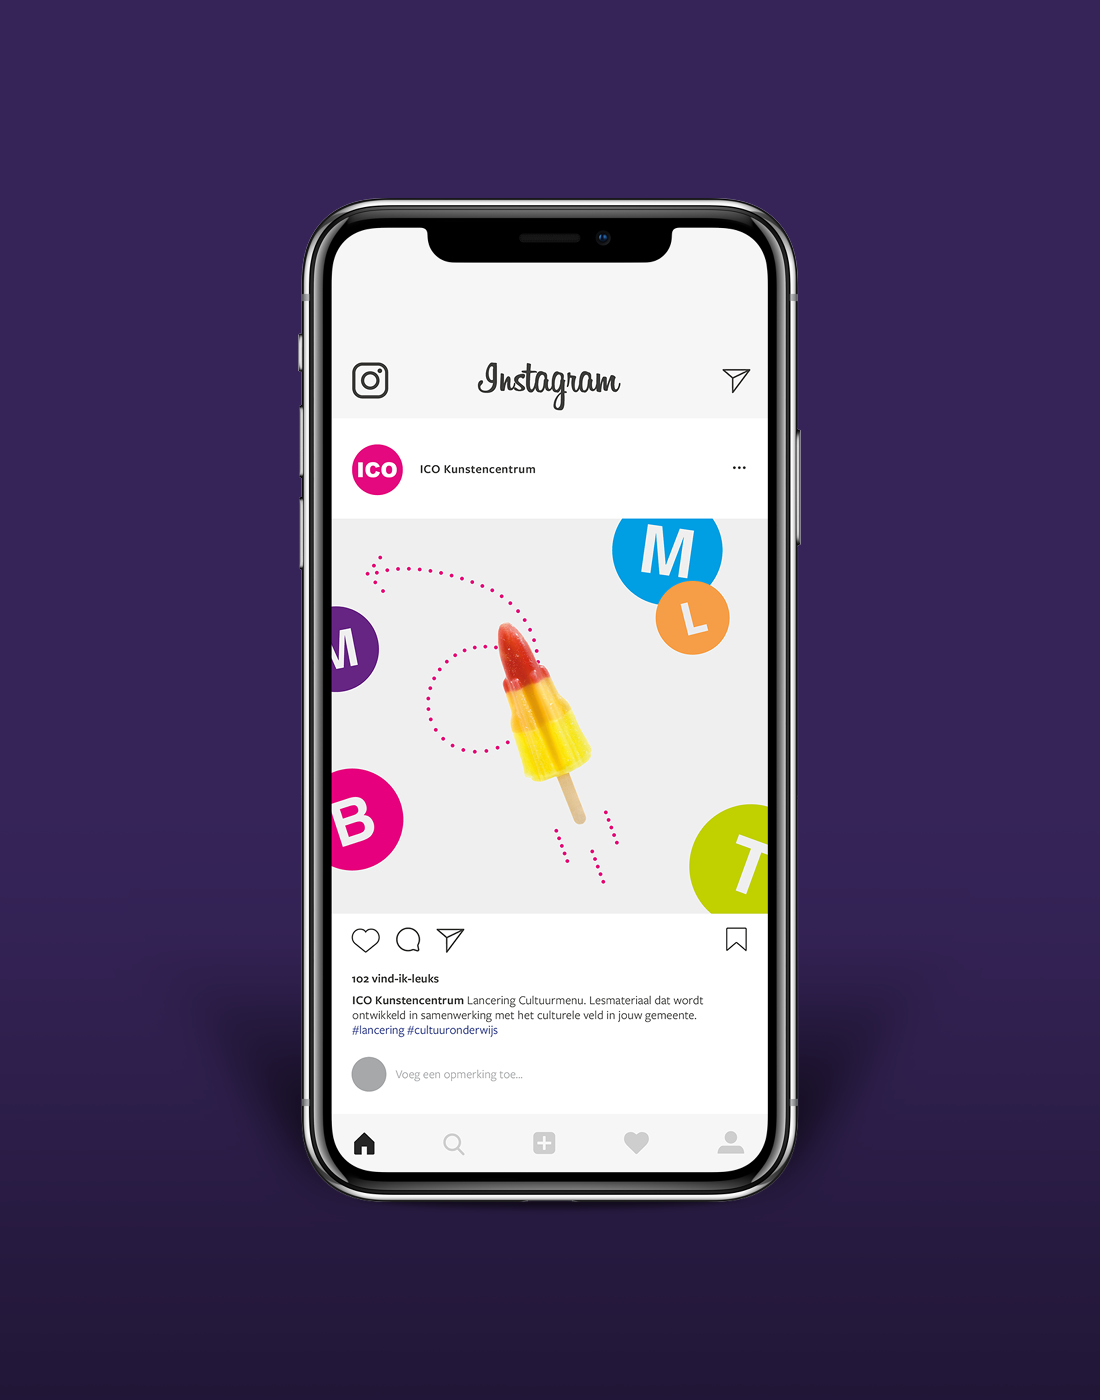 Instagram
ICO
ICO Kunstencentrum
M
L
M
B
T
102 vind-ik-leuks
ICO Kunstencentrum Lancering Cultuurmenu. Lesmateriaal dat wordt
ontwikkeld in samenwerking met het culturele veld in jouw gemeente.
#lancering #cultuuronderwijs
Voeg een opmerking toe...